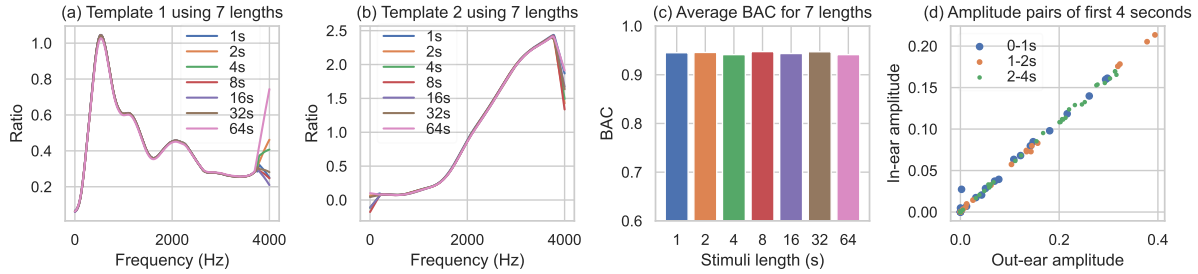 (a) Template 1 using 7 lengths
1.0
0.8
0.6
0.4
0.2
Ratio
1s
2s
4s
8s
16s
32s
64s
0
2000
4000
Frequency (Hz)
(b) Template 2 using 7 lengths
2.5
2.0
1.5
1.0
0.5
0.0
Ratio
1s
2s
4s
8s
16s
32s
64s
0
2000
4000
Frequency (Hz)
(c) Average BAC for 7 lengths
1.0
0.9
0.8
0.7
0.6
BAC
1 2 4 8 16 32 64
Stimuli length (s)
(d) Amplitude pairs of first 4 seconds
0.20
0.15
0.10
0.05
0.00
In-ear amplitude
0-1s
1-2s
2-4s
0.0 0.2 0.4
Out-ear amplitude